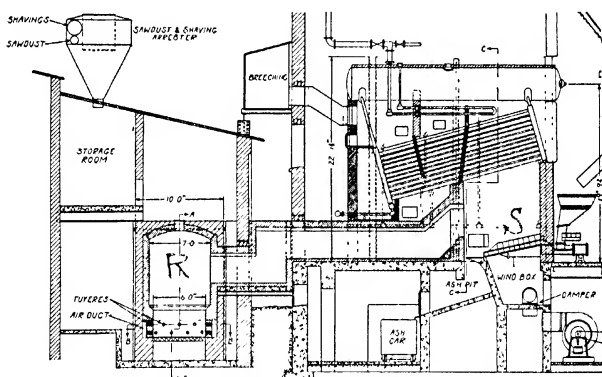 SHAVINGS
SAWDUST
SAWDUST & SHAVING
ARRESTER
BREECHING
C
STORAGE
ROOM
22'
10'.0"
A
7'.0
R
S
6'.0"
TUYERES
AIR DUCT
B
B
WIND BOX
ASH PIT
C
DAMPER
ASH
CAR